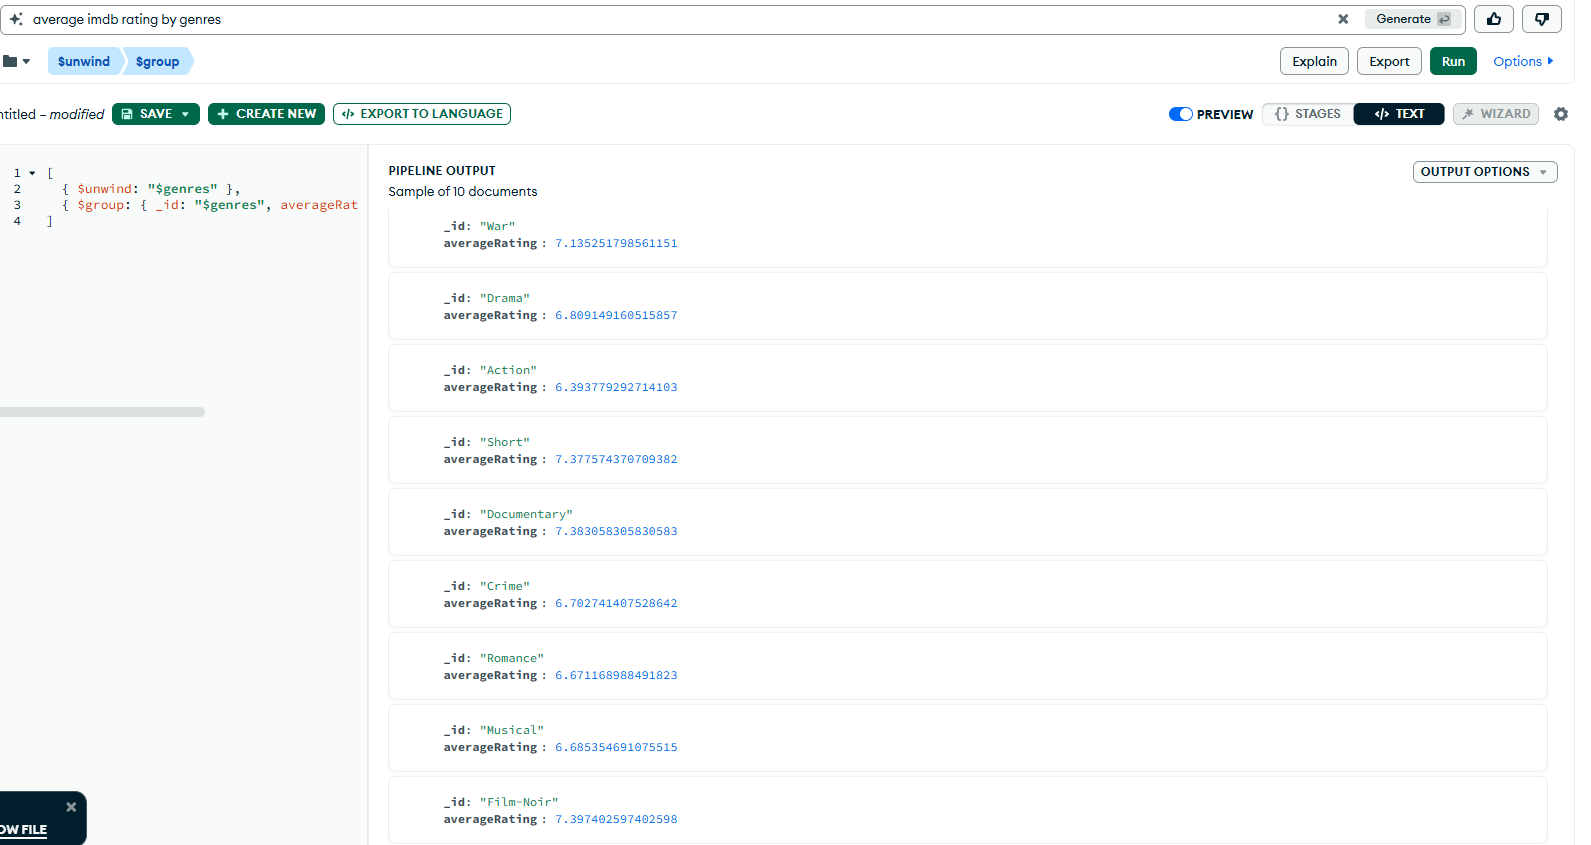 average imdb rating by genres
Generate
$unwind $group
Explain Export Run Options
ntitled – modified SAVE + CREATE NEW </> EXPORT TO LANGUAGE
PREVIEW {} STAGES </> TEXT WIZARD
1 [
2 { $unwind: "$genres" },
3 { $group: { _id: "$genres", averageRat
4 ]
PIPELINE OUTPUT
OUTPUT OPTIONS
Sample of 10 documents
_id: "War"
averageRating : 7.135251798561151
_id: "Drama"
averageRating : 6.809149160515857
_id: "Action"
averageRating : 6.393779292714103
_id: "Short"
averageRating : 7.377574370709382
_id: "Documentary"
averageRating : 7.383058305830583
_id: "Crime"
averageRating : 6.702741407528642
_id: "Romance"
averageRating : 6.671168988491823
_id: "Musical"
averageRating : 6.685354691075515
_id: "Film-Noir"
averageRating : 7.397402597402598
OW FILE